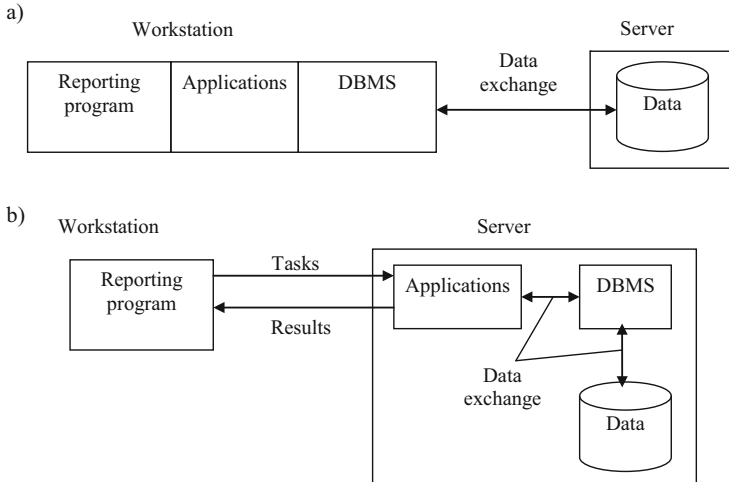 a)
Workstation
Server
Reporting
program
Applications
DBMS
Data
exchange
Data
b)
Workstation
Server
Reporting
program
Tasks
Results
Applications
DBMS
Data
exchange
Data